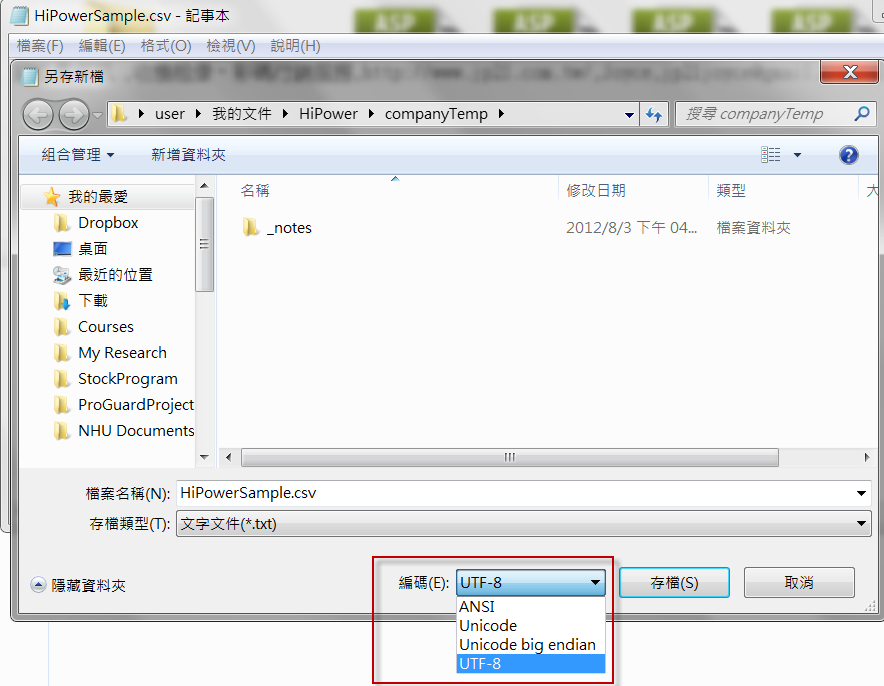 HiPowerSample.csv - 記事本
ASP ASP ASP ASP
檔案(F) 編輯(E) 格式(O) 檢視(V) 說明(H)
另存新檔
user 我的文件 HiPower companyTemp 搜尋 companyTemp
組合管理 新增資料夾
我的最愛
Dropbox
桌面
最近的位置
下載
Courses
My Research
StockProgram
ProGuardProject
NHU Documents
名稱 修改日期 類型 大
_notes 2012/8/3 下午 04... 檔案資料夾
檔案名稱(N): HiPowerSample.csv
存檔類型(T): 文字文件(*.txt)
隱藏資料夾 編碼(E): UTF-8 存檔(S) 取消
ANSI
Unicode
Unicode big endian
UTF-8